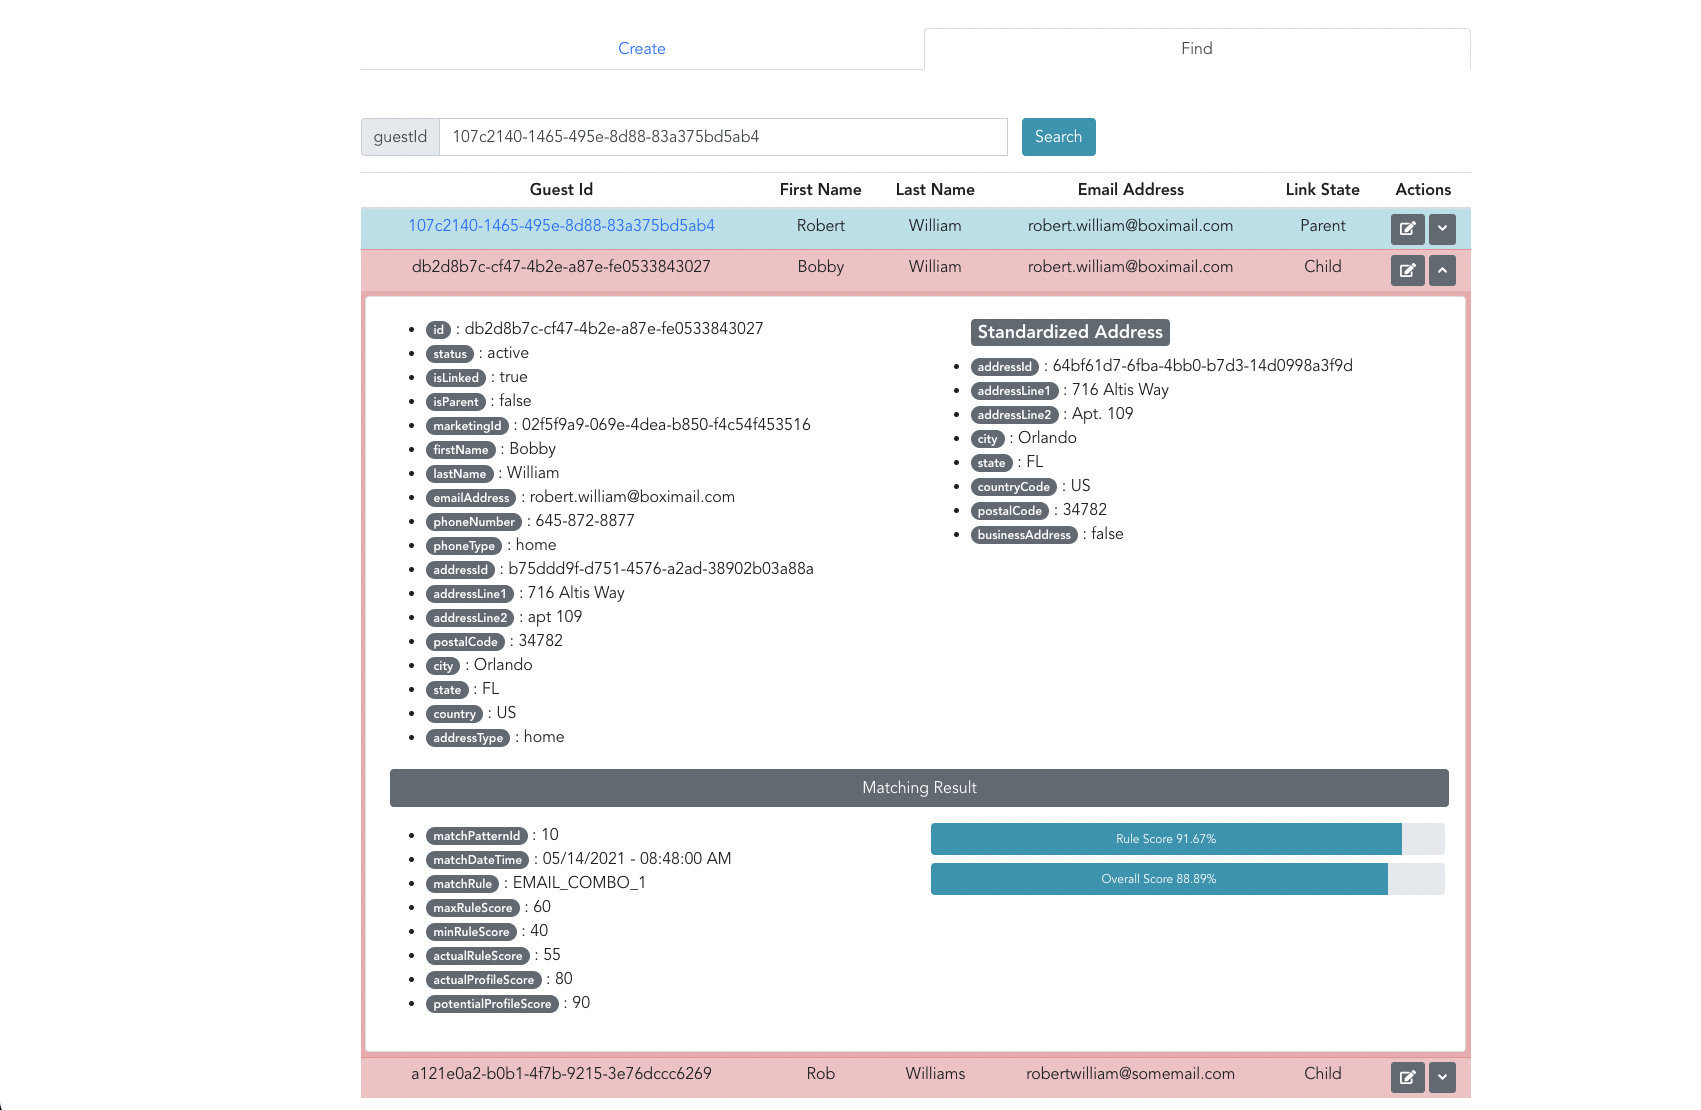 Create Find
guestId 107c2140-1465-495e-8d88-83a375bd5ab4 Search
Guest Id First Name Last Name Email Address Link State Actions
107c2140-1465-495e-8d88-83a375bd5ab4 Robert William robert.william@boximail.com Parent
db2d8b7c-cf47-4b2e-a87e-fe0533843027 Bobby William robert.william@boximail.com Child
id : db2d8b7c-cf47-4b2e-a87e-fe0533843027
status : active
isLinked : true
isParent : false
marketingId : 02f5f9a9-069e-4dea-b850-f4c54f453516
firstName : Bobby
lastName : William
emailAddress : robert.william@boximail.com
phoneNumber : 645-872-8877
phoneType : home
addressId : b75ddd9f-d751-4576-a2ad-38902b03a88a
addressLine1 : 716 Altis Way
addressLine2 : apt 109
postalCode : 34782
city : Orlando
state : FL
country : US
addressType : home
Standardized Address
addressId : 64bf61d7-6fba-4bb0-b7d3-14d0998a3f9d
addressLine1 : 716 Altis Way
addressLine2 : Apt. 109
city : Orlando
state : FL
countryCode : US
postalCode : 34782
businessAddress : false
Matching Result
matchPatternId : 10
matchDateTime : 05/14/2021 - 08:48:00 AM
matchRule : EMAIL_COMBO_1
maxRuleScore : 60
minRuleScore : 40
actualRuleScore : 55
actualProfileScore : 80
potentialProfileScore : 90
Rule Score 91.67%
Overall Score 88.89%
a121e0a2-b0b1-4f7b-9215-3e76dccc6269 Rob Williams robertwilliam@somemail.com Child